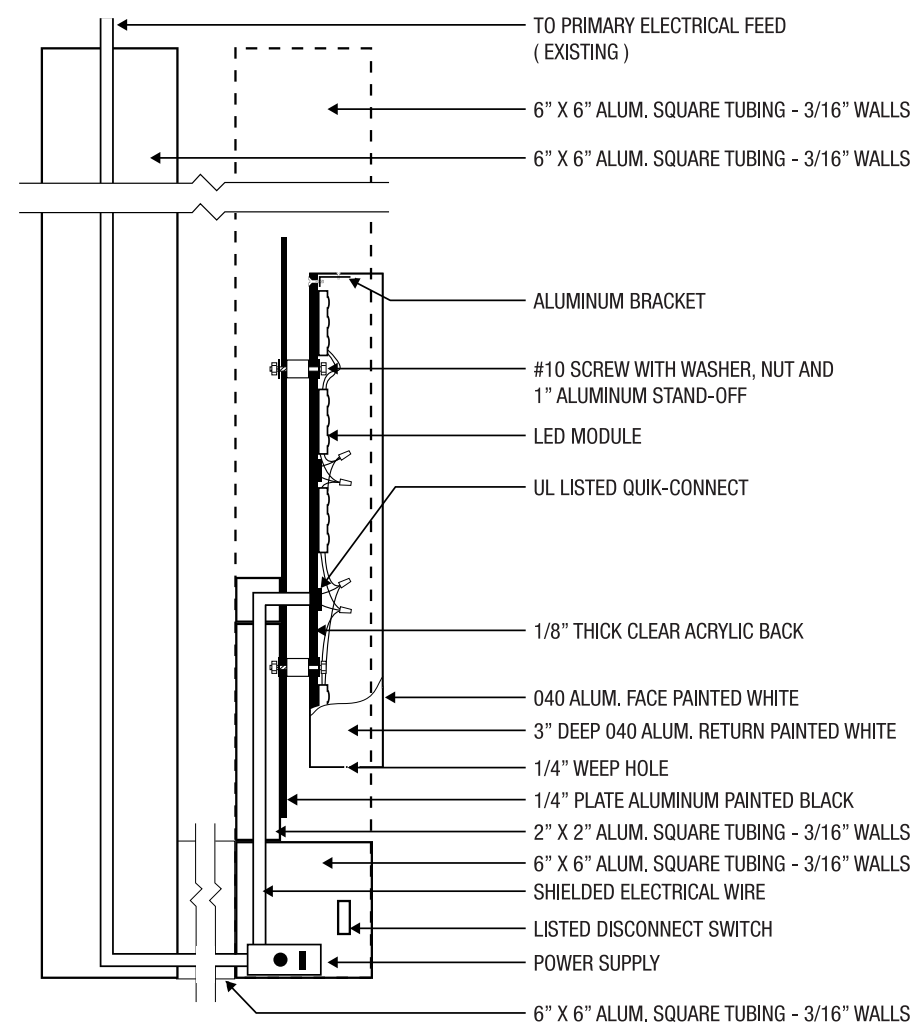 TO PRIMARY ELECTRICAL FEED
( EXISTING )
6” X 6” ALUM. SQUARE TUBING - 3/16” WALLS
6” X 6” ALUM. SQUARE TUBING - 3/16” WALLS
ALUMINUM BRACKET
#10 SCREW WITH WASHER, NUT AND
1” ALUMINUM STAND-OFF
LED MODULE
UL LISTED QUIK-CONNECT
1/8” THICK CLEAR ACRYLIC BACK
040 ALUM. FACE PAINTED WHITE
3” DEEP 040 ALUM. RETURN PAINTED WHITE
1/4” WEEP HOLE
1/4” PLATE ALUMINUM PAINTED BLACK
2” X 2” ALUM. SQUARE TUBING - 3/16” WALLS
6” X 6” ALUM. SQUARE TUBING - 3/16” WALLS
SHIELDED ELECTRICAL WIRE
LISTED DISCONNECT SWITCH
POWER SUPPLY
6” X 6” ALUM. SQUARE TUBING - 3/16” WALLS